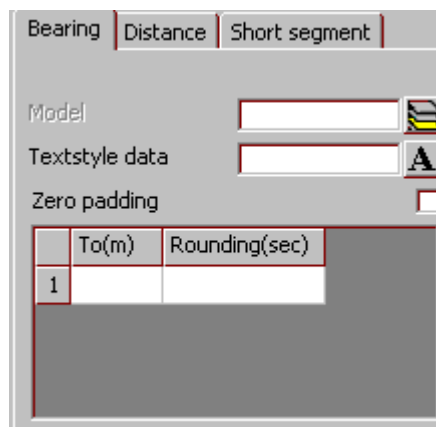 Bearing Distance Short segment
Model
Textstyle data A
Zero padding
To(m) Rounding(sec)
1